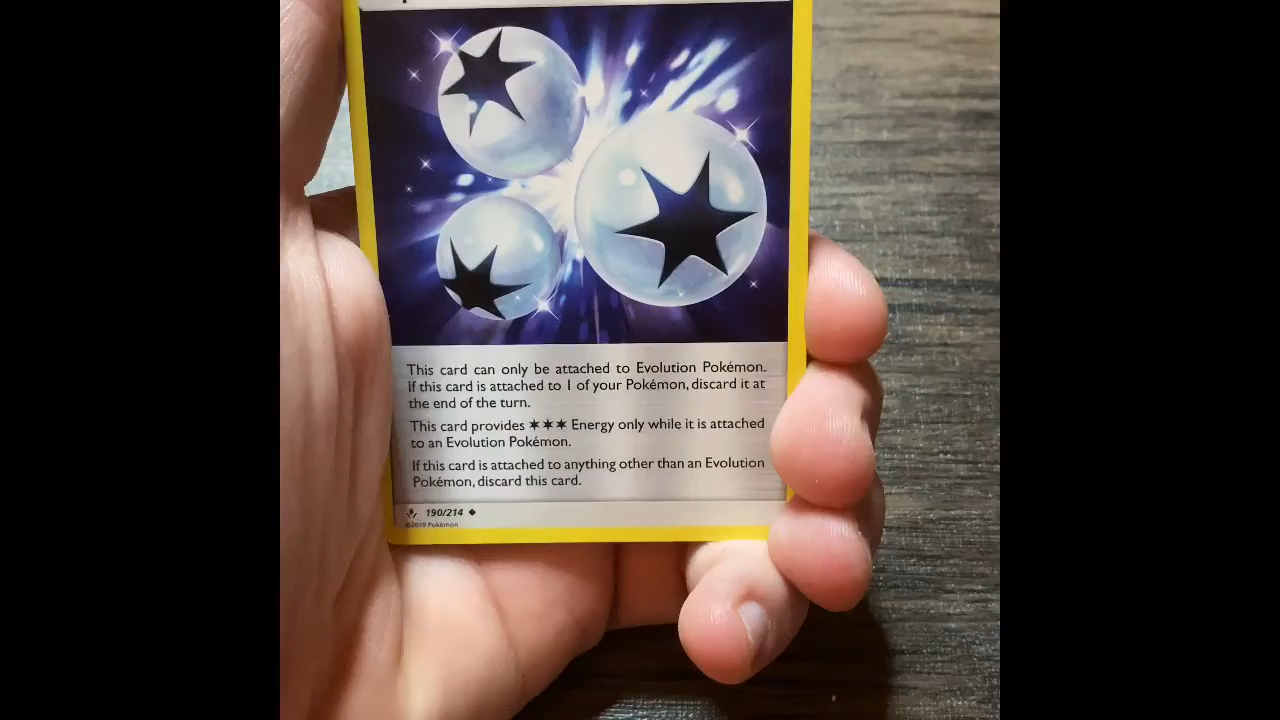 This card can only be attached to Evolution Pokémon.
If this card is attached to 1 of your Pokémon, discard it at
the end of the turn.
This card provides ✶✶✶ Energy only while it is attached
to an Evolution Pokémon.
If this card is attached to anything other than an Evolution
Pokémon, discard this card.
190/214 ◆
©2019 Pokémon